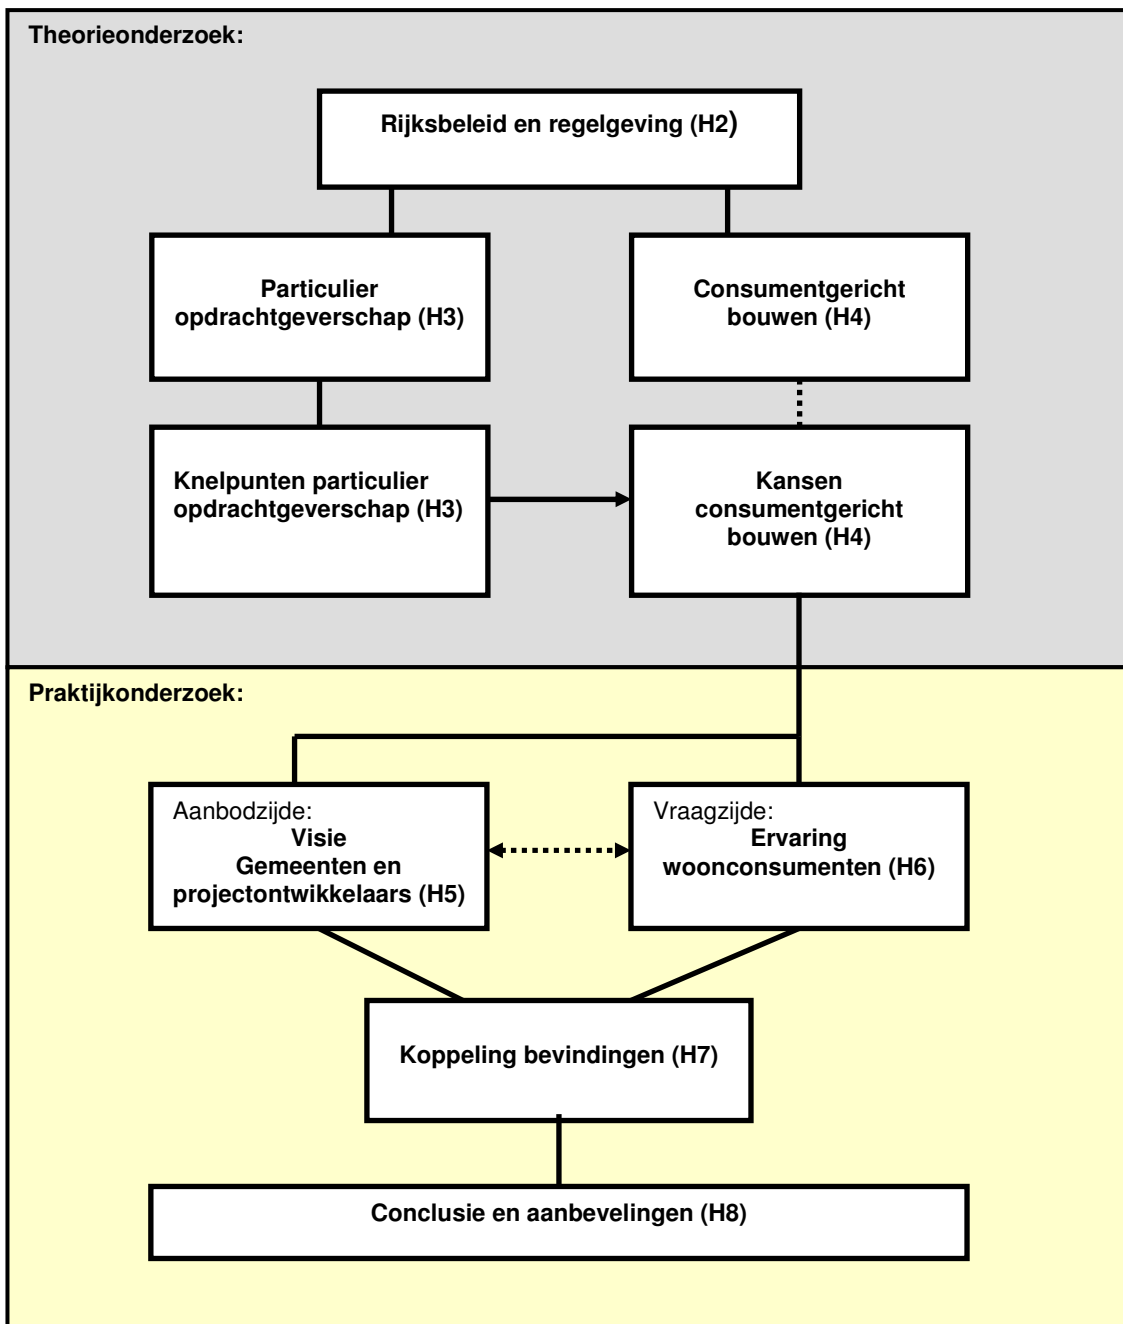 Theorieonderzoek:
Rijksbeleid en regelgeving (H2)
Particulier
opdrachtgeverschap (H3)
Consumentgericht
bouwen (H4)
Knelpunten particulier
opdrachtgeverschap (H3)
Kansen
consumentgericht
bouwen (H4)
Praktijkonderzoek:
Aanbodzijde:
Visie
Gemeenten en
projectontwikkelaars (H5)
Vraagzijde:
Ervaring
woonconsumenten (H6)
Koppeling bevindingen (H7)
Conclusie en aanbevelingen (H8)